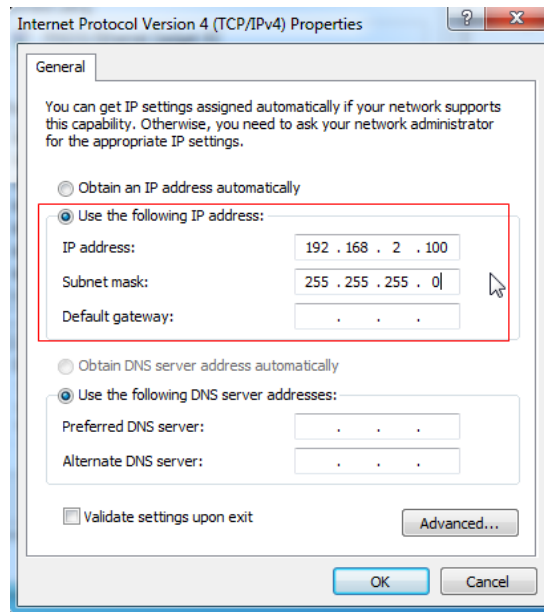 Internet Protocol Version 4 (TCP/IPv4) Properties
General
You can get IP settings assigned automatically if your network supports
this capability. Otherwise, you need to ask your network administrator
for the appropriate IP settings.
Obtain an IP address automatically
Use the following IP address:
IP address: 192 . 168 . 2 . 100
Subnet mask: 255 . 255 . 255 . 0
Default gateway: . . .
Obtain DNS server address automatically
Use the following DNS server addresses:
Preferred DNS server: . . .
Alternate DNS server: . . .
Validate settings upon exit
Advanced...
OK Cancel